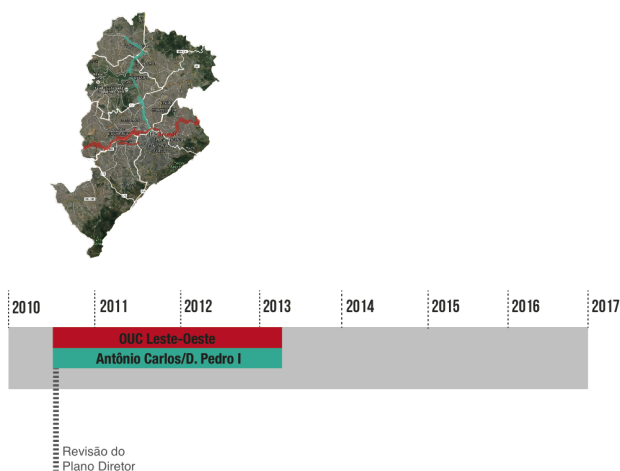 2010
2011
2012
2013
2014
2015
2016
2017
OUC Leste-Oeste
Antônio Carlos/D. Pedro I
Revisão do
Plano Diretor